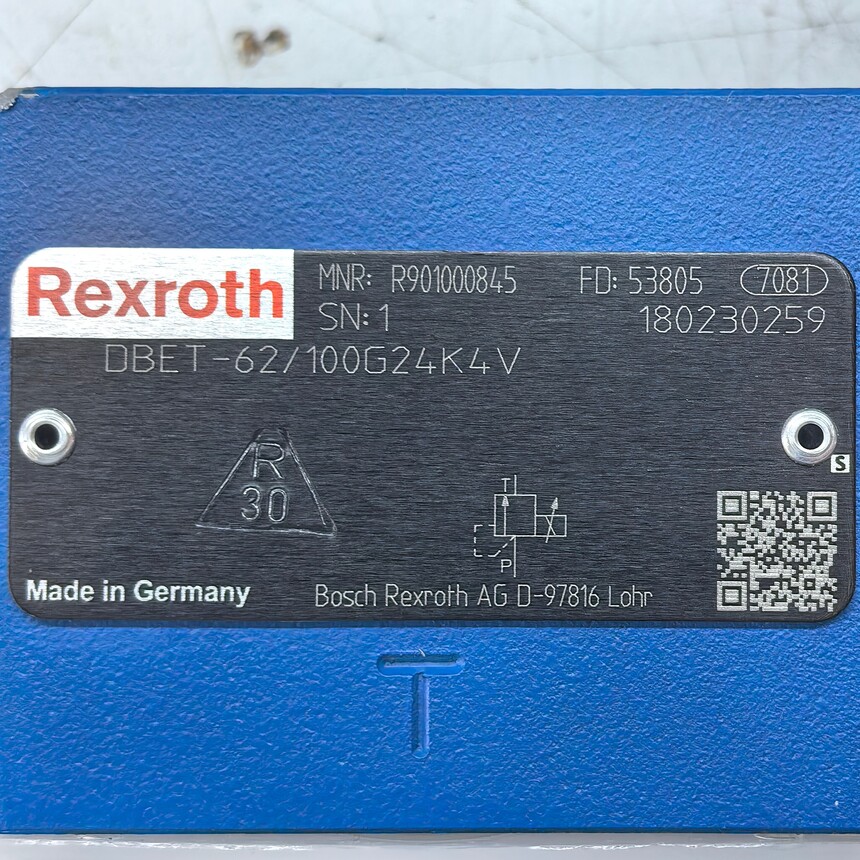 Rexroth
MNR: R901000845 FD: 53805 7081
SN: 1 180230259
DBET-62/100G24K4V
R
30
S
T
P
Made in Germany
Bosch Rexroth AG D-97816 Lohr
T